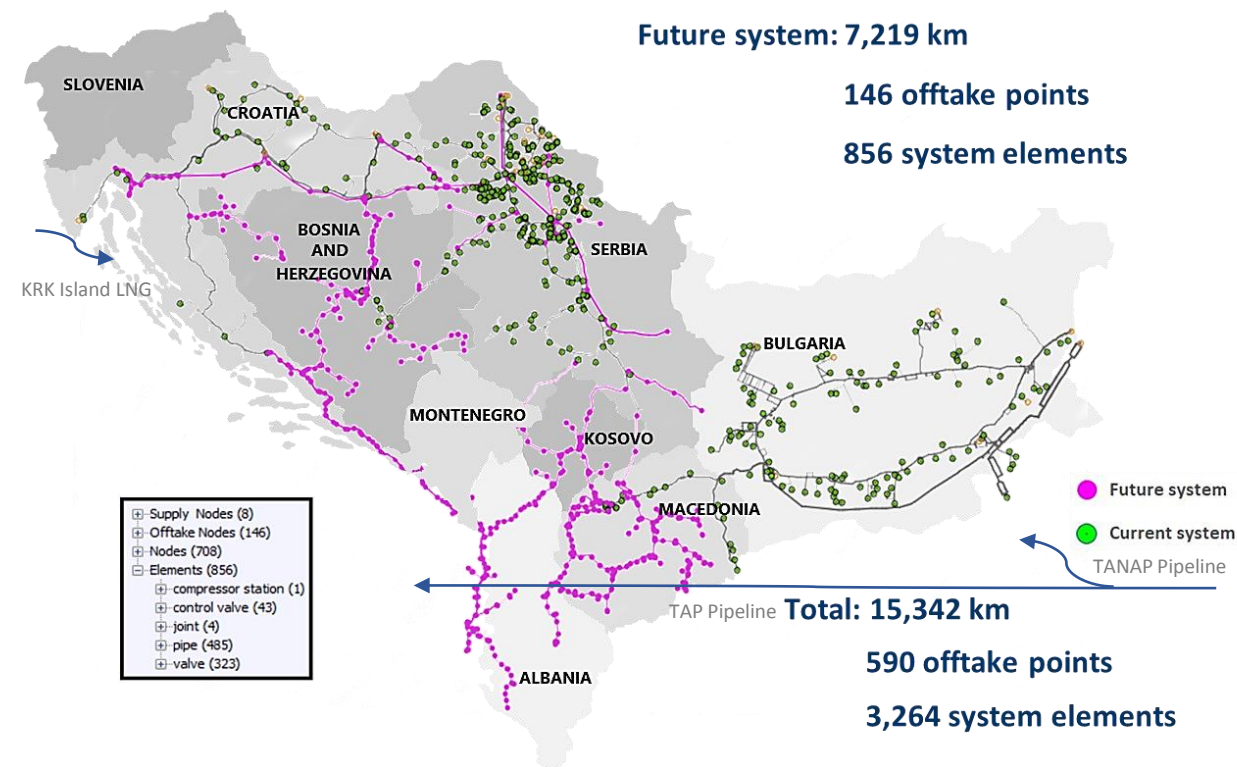 Future system: 7,219 km
146 offtake points
856 system elements
SLOVENIA
CROATIA
BOSNIA
AND
HERZEGOVINA
SERBIA
KRK Island LNG
BULGARIA
MONTENEGRO
KOSOVO
MACEDONIA
Future system
Current system
TANAP Pipeline
Supply Nodes (8)
Offtake Nodes (146)
Nodes (708)
Elements (856)
compressor station (1)
control valve (43)
joint (4)
pipe (485)
valve (323)
TAP Pipeline
Total: 15,342 km
590 offtake points
3,264 system elements
ALBANIA